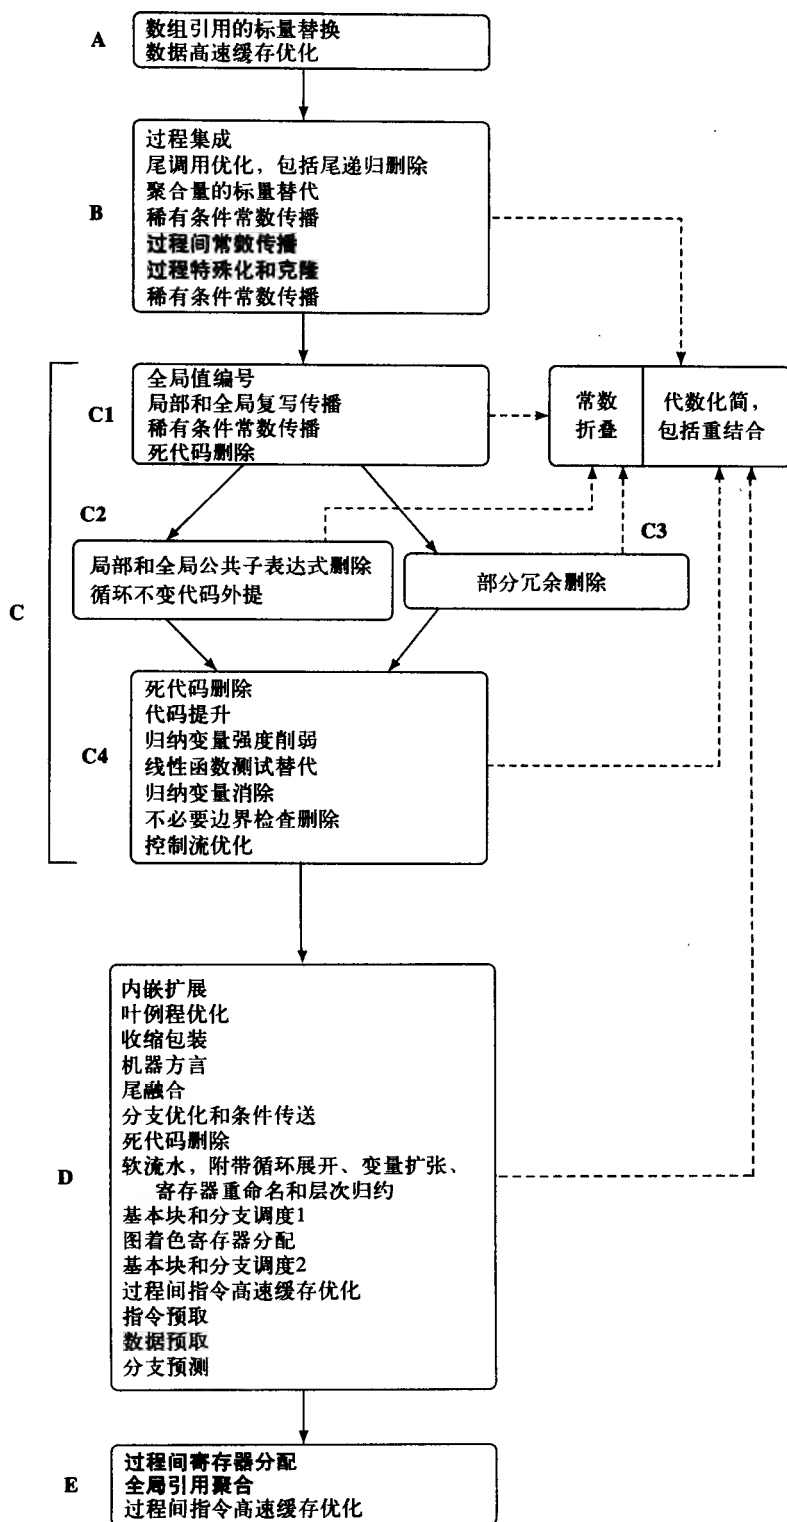 A
数组引用的标量替换
数据高速缓存优化
B
过程集成
尾调用优化，包括尾递归删除
聚合量的标量替代
稀有条件常数传播
过程间常数传播
过程特殊化和克隆
稀有条件常数传播
C
C1
全局值编号
局部和全局复写传播
稀有条件常数传播
死代码删除
常数
折叠
代数化简，
包括重结合
C2
局部和全局公共子表达式删除
循环不变代码外提
C3
部分冗余删除
C4
死代码删除
代码提升
归纳变量强度削弱
线性函数测试替代
归纳变量消除
不必要边界检查删除
控制流优化
D
内嵌扩展
叶例程优化
收缩包装
机器方言
尾融合
分支优化和条件传送
死代码删除
软流水，附带循环展开、变量扩张、
寄存器重命名和层次归约
基本块和分支调度1
图着色寄存器分配
基本块和分支调度2
过程间指令高速缓存优化
指令预取
数据预取
分支预测
E
过程间寄存器分配
全局引用聚合
过程间指令高速缓存优化